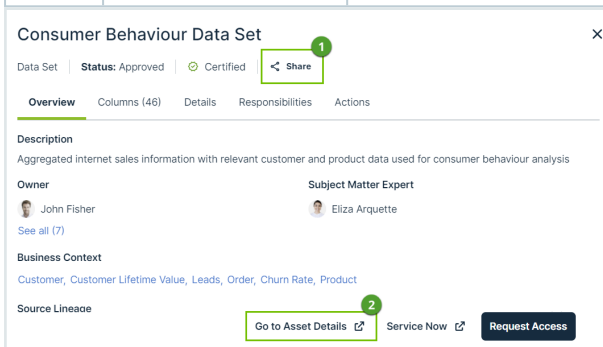 Consumer Behaviour Data Set
1
Data Set Status: Approved Certified Share
Overview Columns (46) Details Responsibilities Actions
Description
Aggregated internet sales information with relevant customer and product data used for consumer behaviour analysis
Owner Subject Matter Expert
John Fisher Eliza Arquette
See all (7)
Business Context
Customer, Customer Lifetime Value, Leads, Order, Churn Rate, Product
Source Lineage
2
Go to Asset Details Service Now Request Access